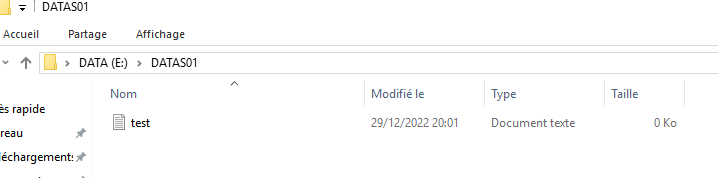 DATAS01
Accueil Partage Affichage
DATA (E:) DATAS01
Nom Modifié le Type Taille
ès rapide
test 29/12/2022 20:01 Document texte 0 Ko
reau
léchargements